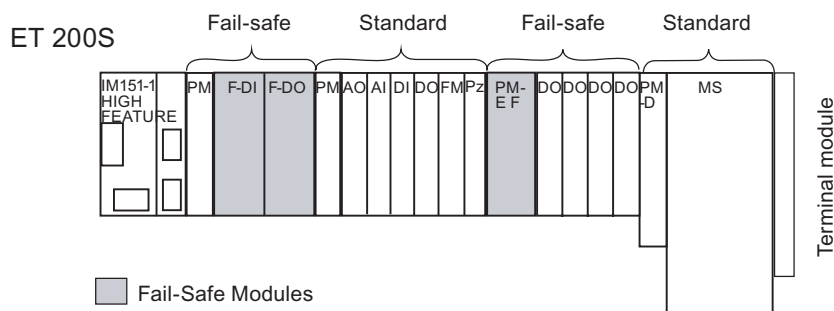 ET 200S
Fail-safe
Standard
Fail-safe
Standard
IM151-1
HIGH
FEATURE
PM
F-DI
F-DO
PM
AO
AI
DI
DO
FM
Pz
PM-
E F
DO
DO
DO
DO
PM
-D
MS
Terminal module
Fail-Safe Modules